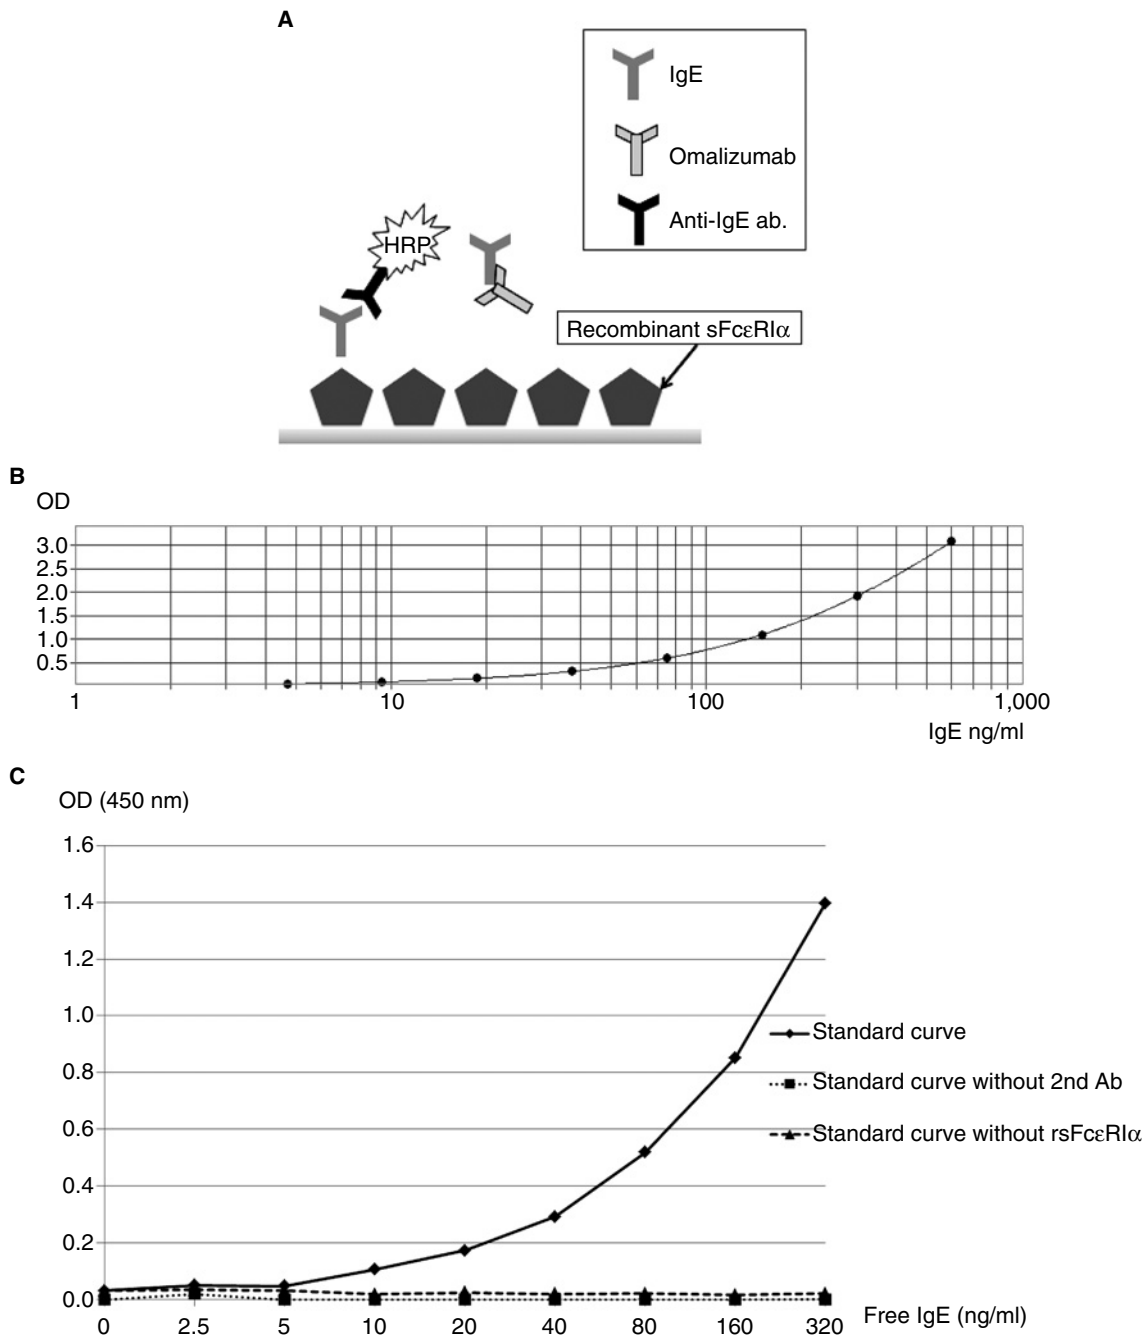 A
IgE
Omalizumab
Anti-IgE ab.
HRP
Recombinant sFcεRIα
B
OD
3.0
2.5
2.0
1.5
1.0
0.5
1 10 100 1,000
IgE ng/ml
C
OD (450 nm)
1.6
1.4
1.2
1.0
0.8
0.6
0.4
0.2
0.0
Standard curve
Standard curve without 2nd Ab
Standard curve without rsFcεRIα
0 2.5 5 10 20 40 80 160 320
Free IgE (ng/ml)